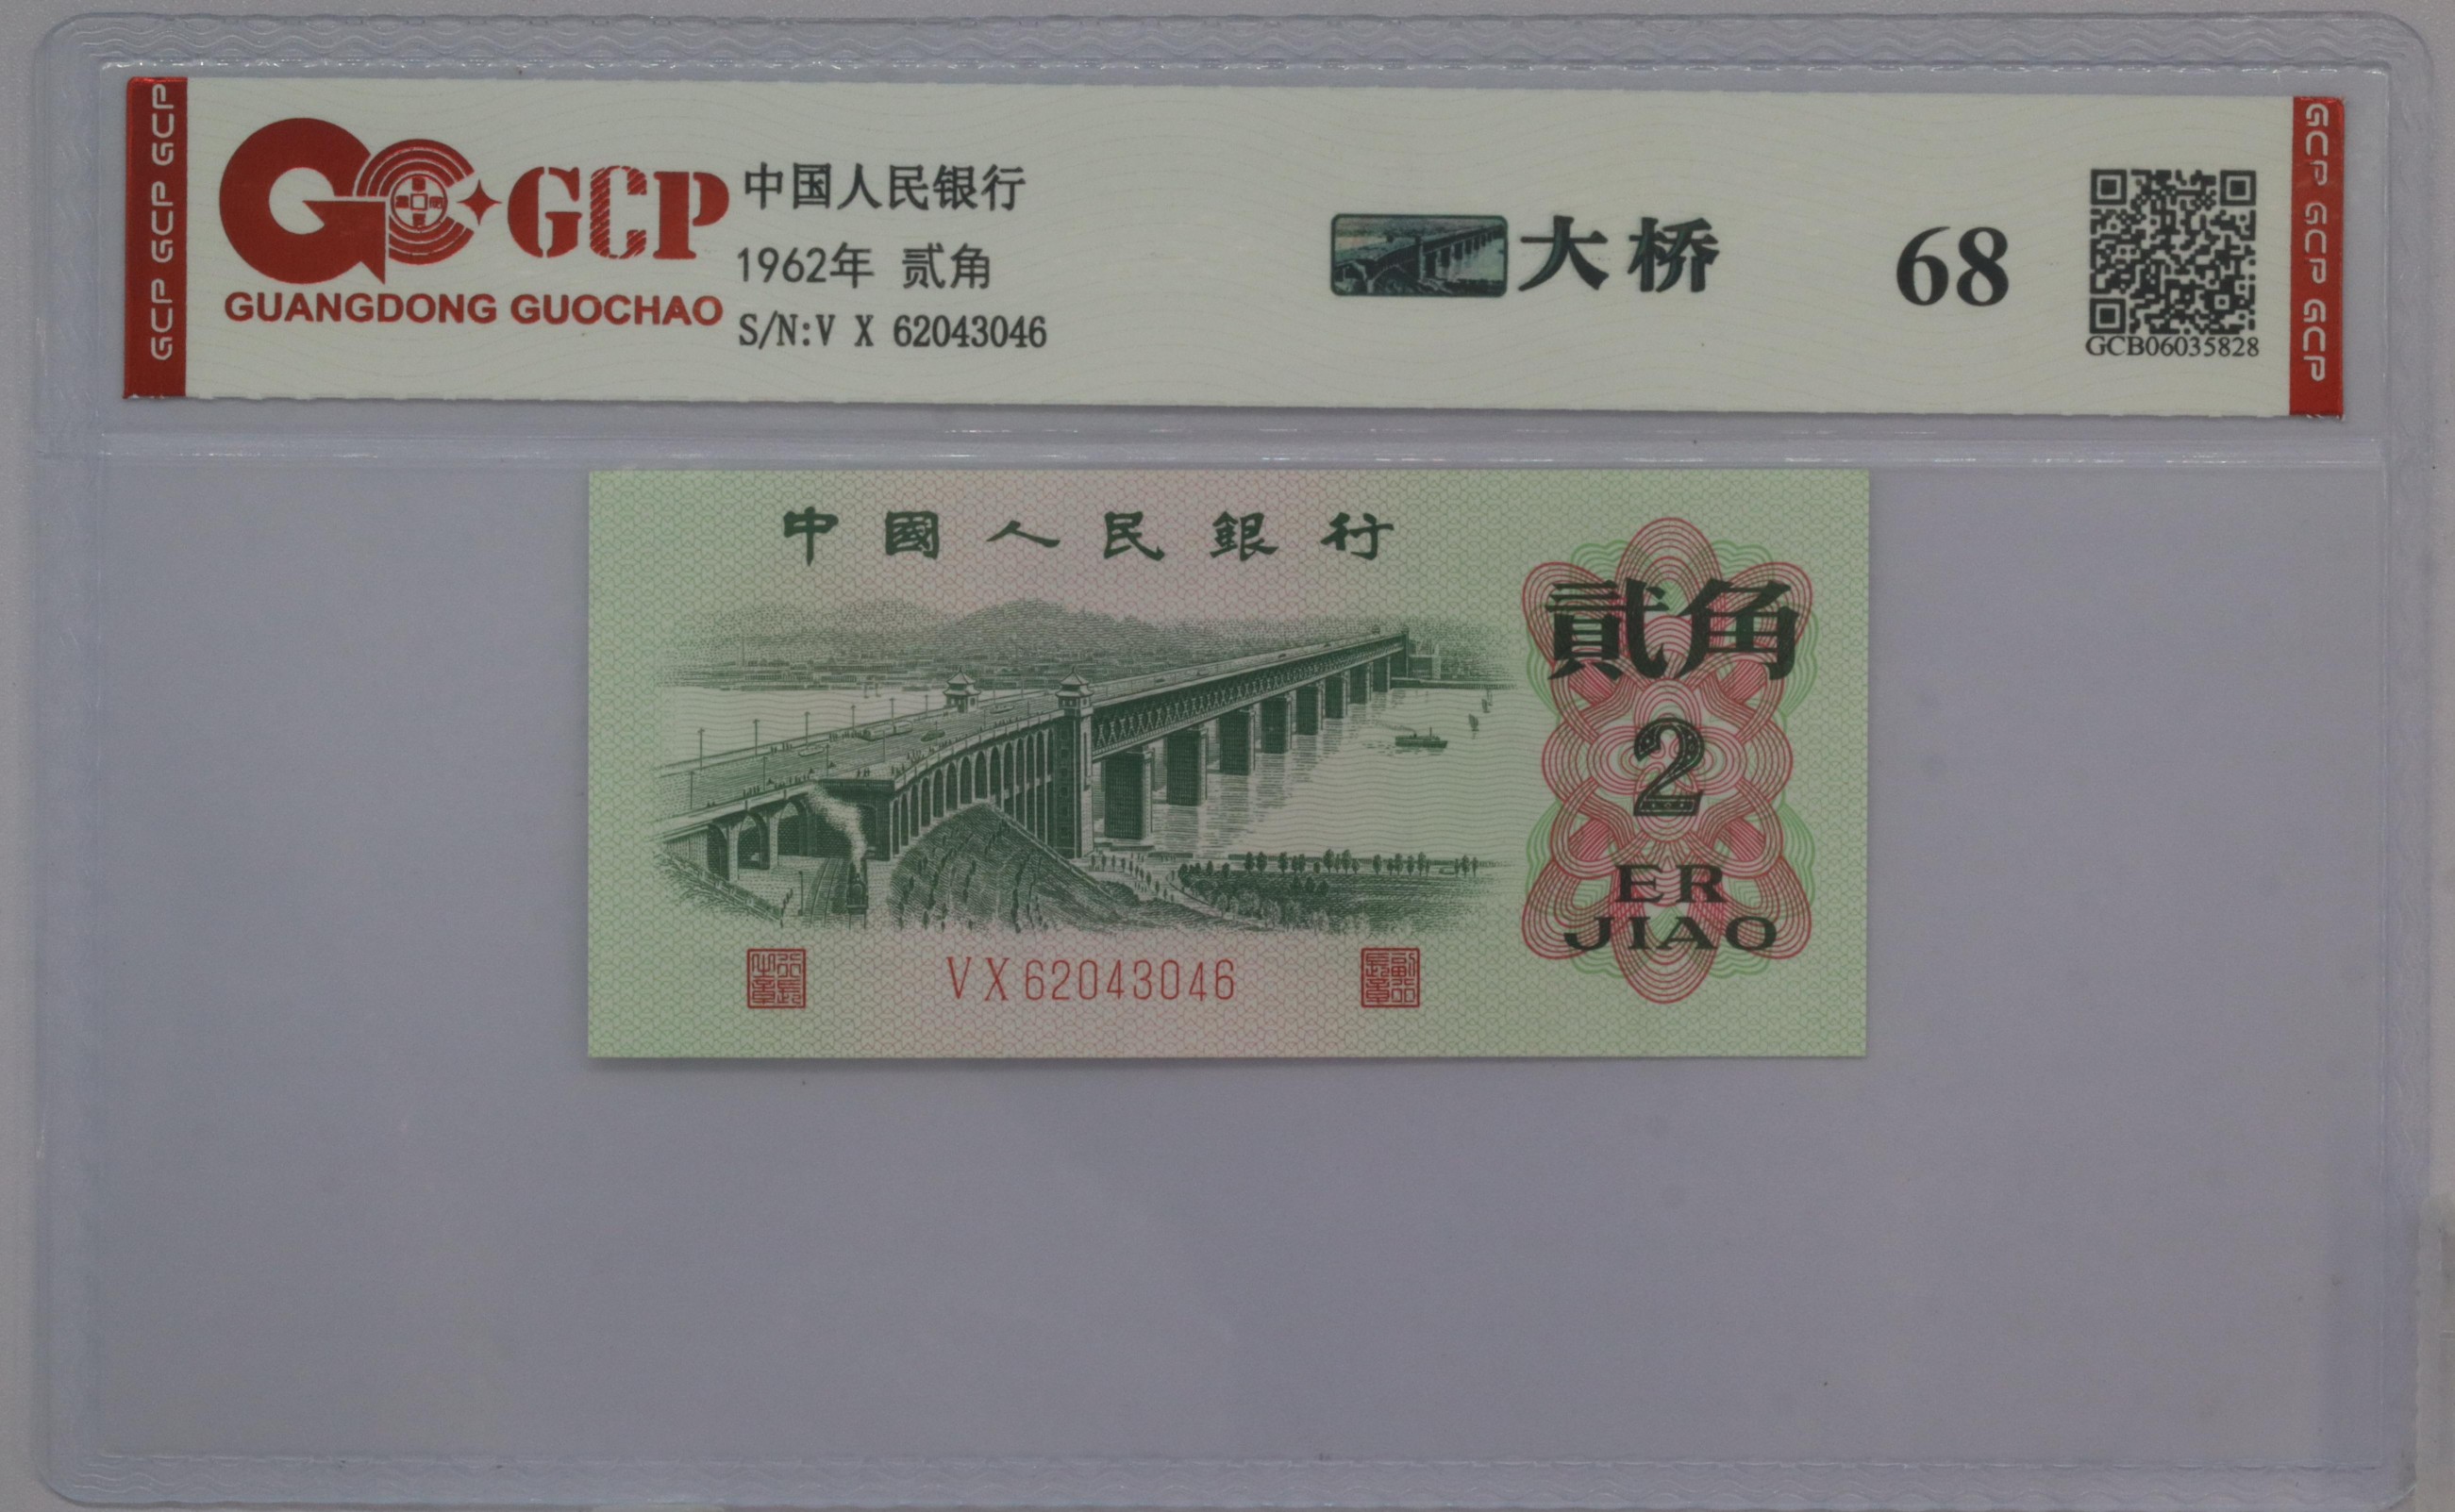 GCP GCP GCP
GCP
GUANGDONG GUOCHAO
中国人民银行
1962年 贰角
S/N:V X 62043046
大桥
68
GCB06035828
GCP GCP GCP
中國人民銀行
貳角
2
ER
JIAO
VX62043046